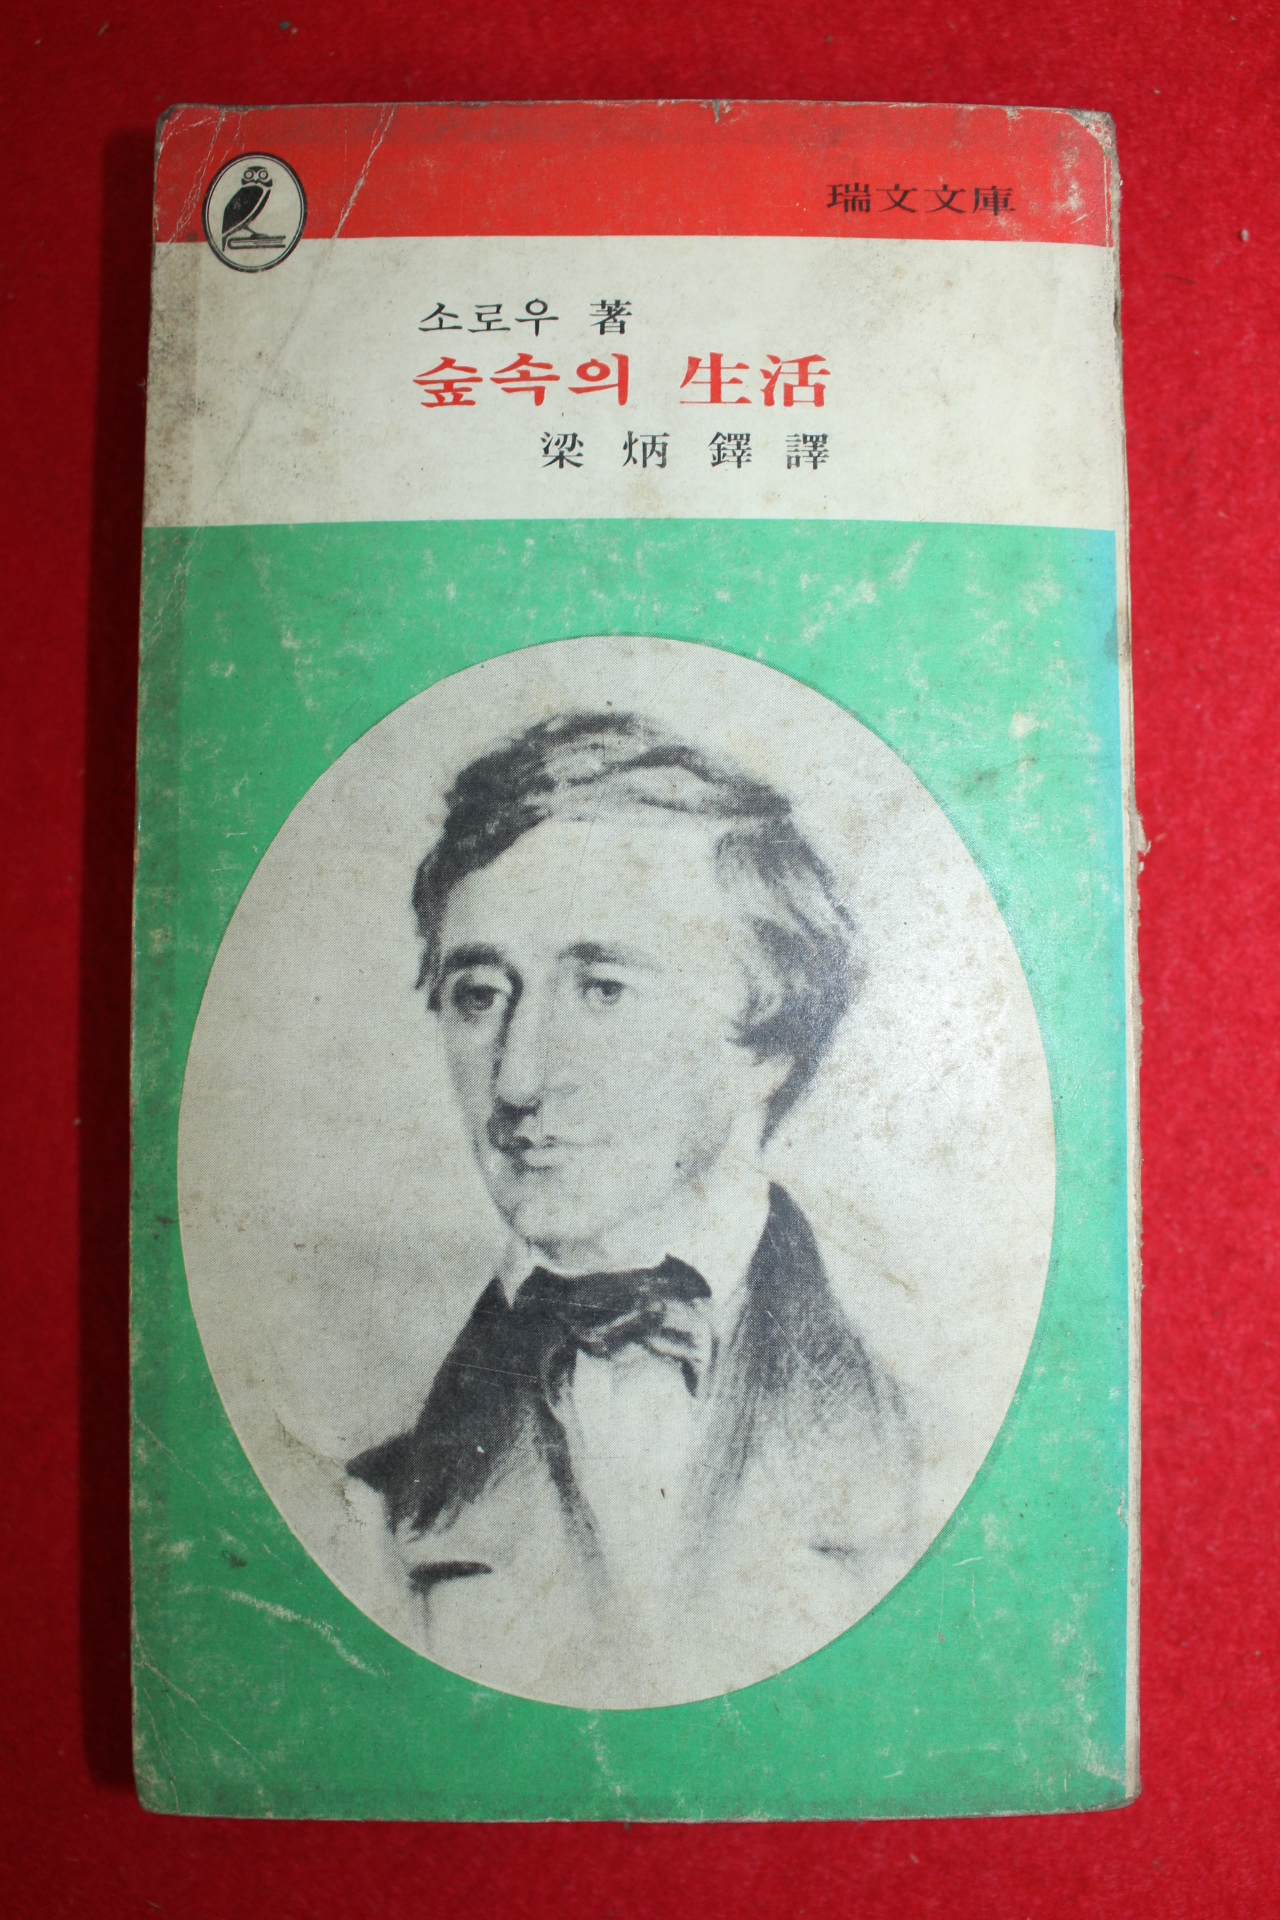 瑞文文庫
소로우 著
숲속의 生活
梁 炳 鐸 譯